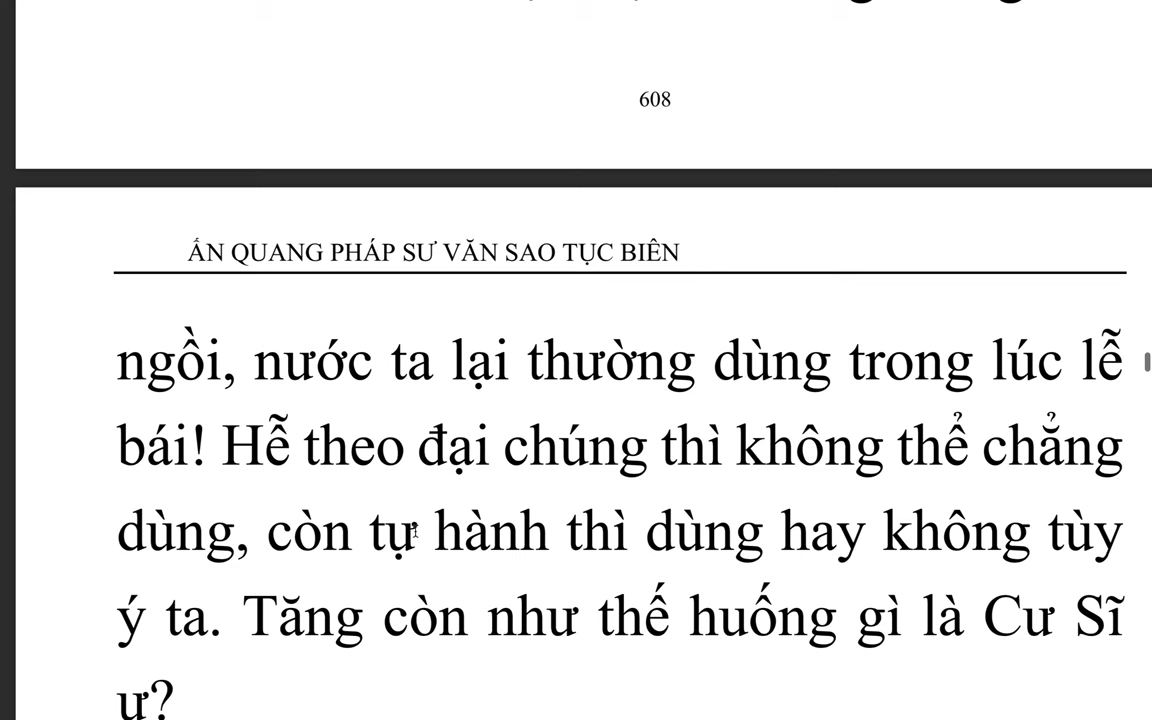 608
ẤN QUANG PHÁP SƯ VĂN SAO TỤC BIÊN
ngồi, nước ta lại thường dùng trong lúc lễ
bái! Hễ theo đại chúng thì không thể chẳng
dùng, còn tự hành thì dùng hay không tùy
ý ta. Tăng còn như thế huống gì là Cư Sĩ
ư?